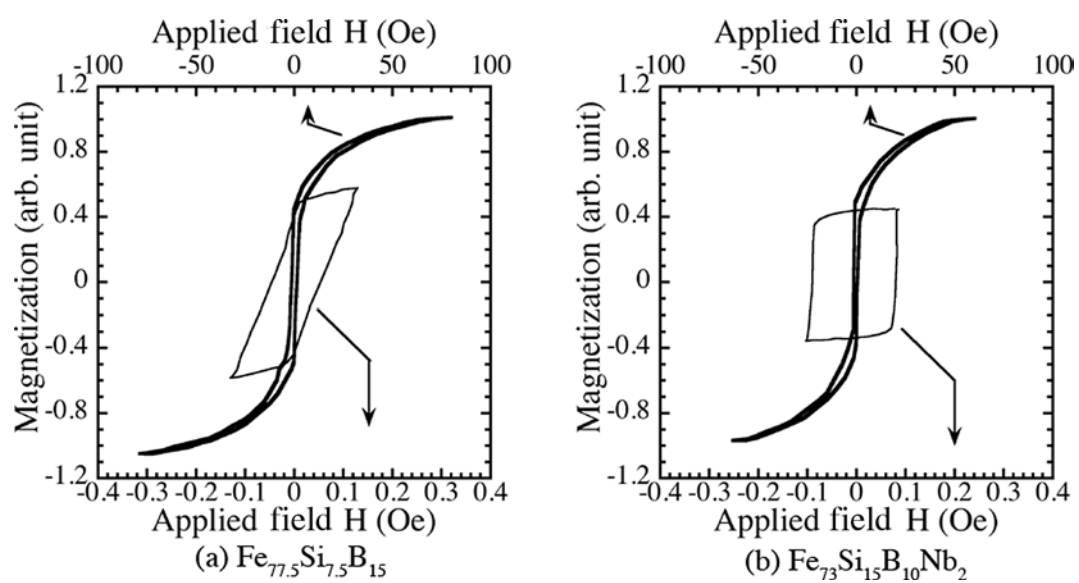 Applied field H (Oe)
-100 -50 0 50 100
1.2
0.8
0.4
0
-0.4
-0.8
-1.2
Magnetization (arb. unit)
-0.4 -0.3 -0.2 -0.1 0 0.1 0.2 0.3 0.4
Applied field H (Oe)
(a) Fe77.5Si7.5B15
Applied field H (Oe)
-100 -50 0 50 100
1.2
0.8
0.4
0
-0.4
-0.8
-1.2
Magnetization (arb. unit)
-0.4 -0.3 -0.2 -0.1 0 0.1 0.2 0.3 0.4
Applied field H (Oe)
(b) Fe73Si15B10Nb2